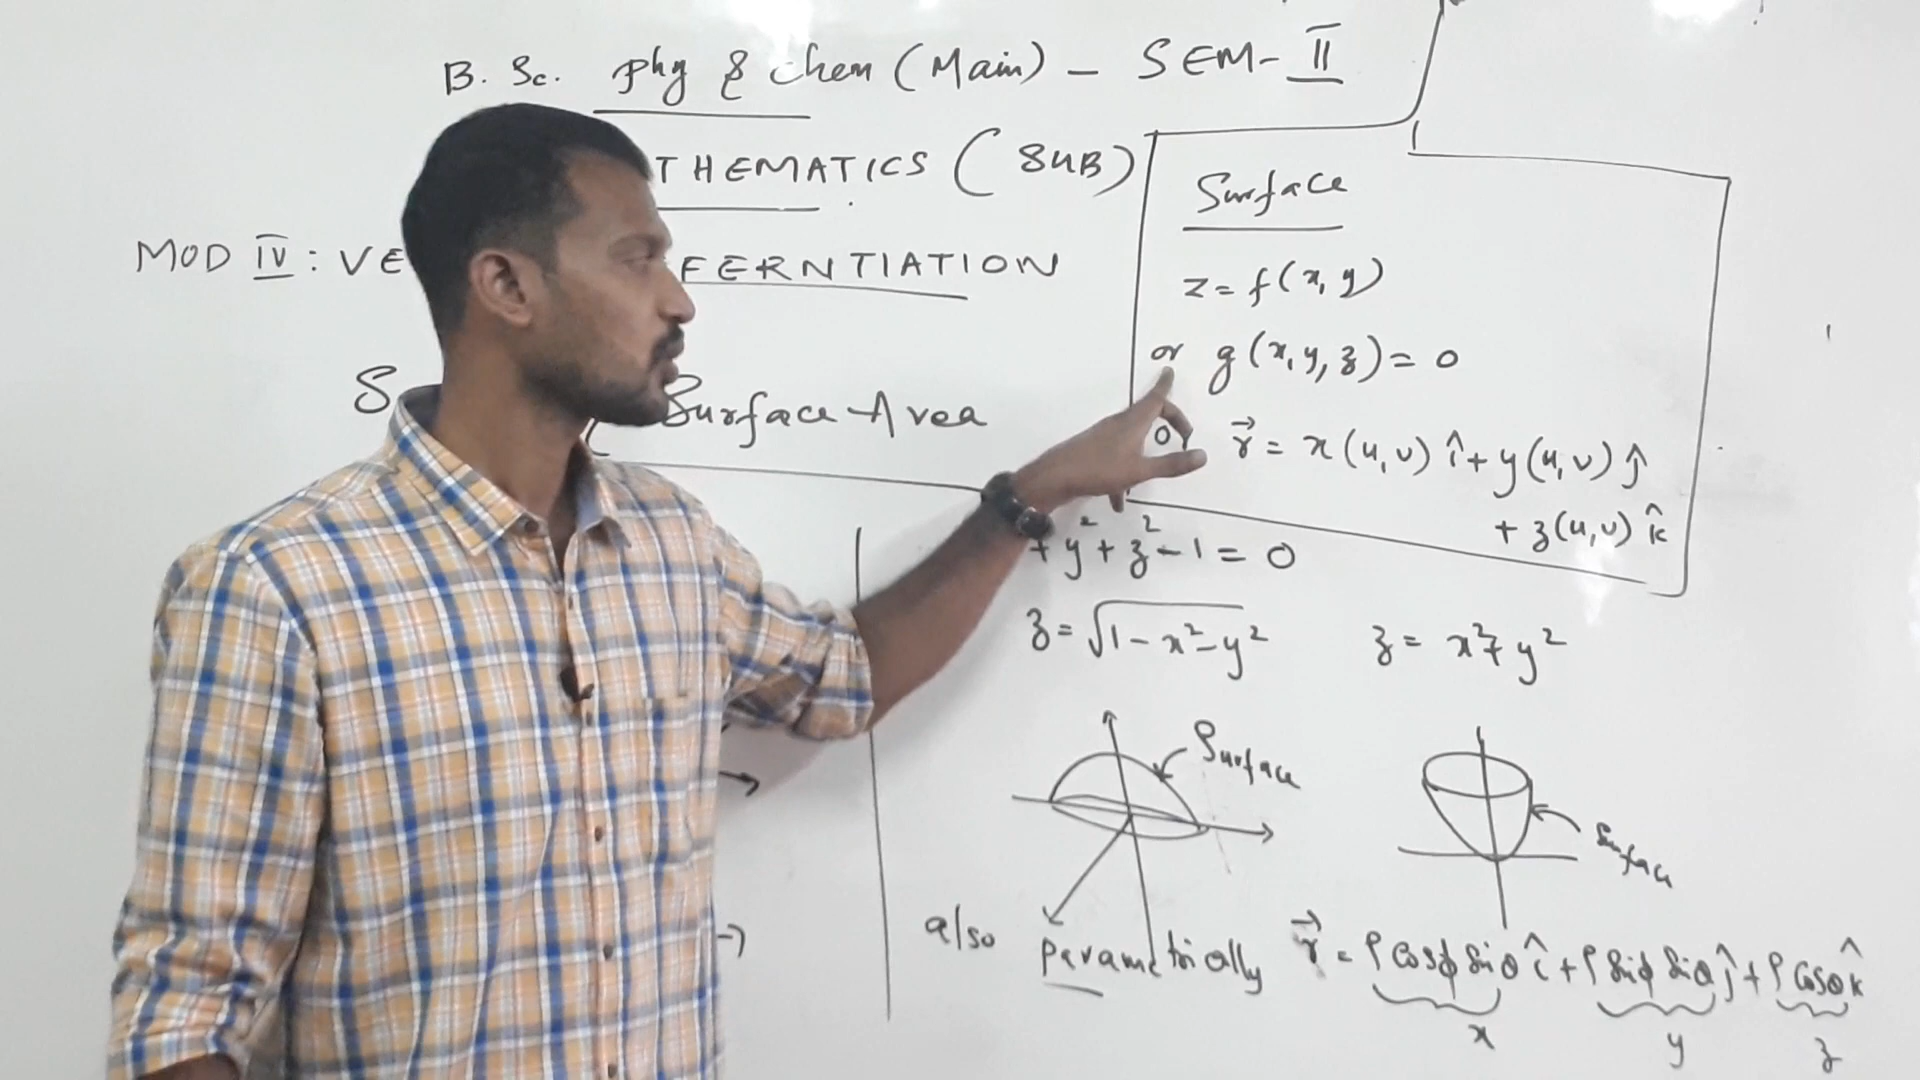 B. Sc. Phy & Chem (Main) - SEM-II
THEMATICS (SUB)
MOD IV : VE FERNTIATION
S Surface Area
Surface
z = f(x, y)
or g(x, y, z) = 0
or r⃗ = x(u,v) î + y(u,v) ĵ
+ z(u,v) k̂
+ y² + z² - 1 = 0
z = √(1 - x² - y²)
z = x² + y²
Surface
Surface
also Parametrically r⃗ = ρ Cosϕ Sinθ î + ρ Sinϕ Sinθ ĵ + ρ Cosθ k̂
x y z